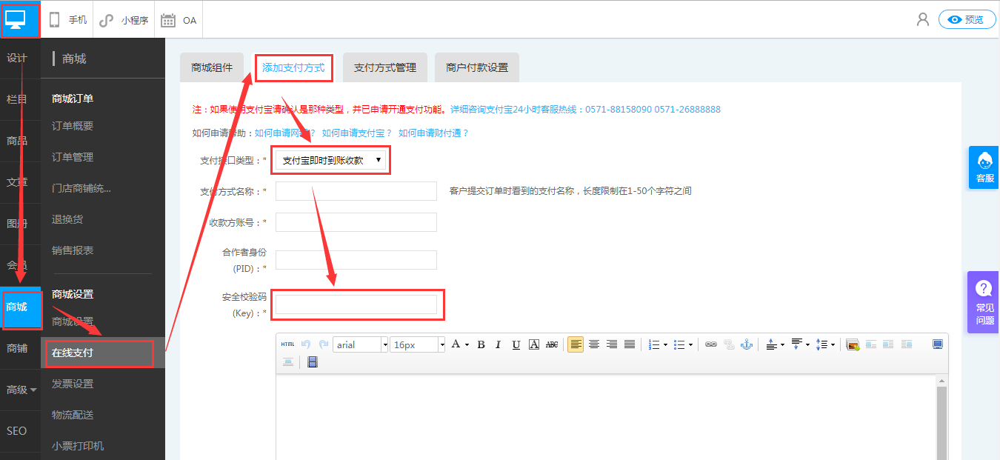 手机
小程序
OA
预览
设计
栏目
商品
文章
图册
会员
商城
商铺
高级
SEO
商城
商城订单
订单概要
订单管理
门店商铺统...
退换货
销售报表
商城设置
商城设置
在线支付
发票设置
物流配送
小票打印机
商城组件
添加支付方式
支付方式管理
商户付款设置
注：如果使用支付宝请确认是那种类型，并已申请开通支付功能。详细咨询支付宝24小时客服热线：0571-88158090 0571-26888888
如何申请帮助：如何申请网银？ 如何申请支付宝？ 如何申请财付通？
支付接口类型：* 支付宝即时到账收款
支付方式名称：* 客户提交订单时看到的支付名称，长度限制在1-50个字符之间
收款方账号：*
合作者身份
(PID)：*
安全校验码
(Key)：*
HTML arial 16px A B I U A ABC
客服
常见
问题